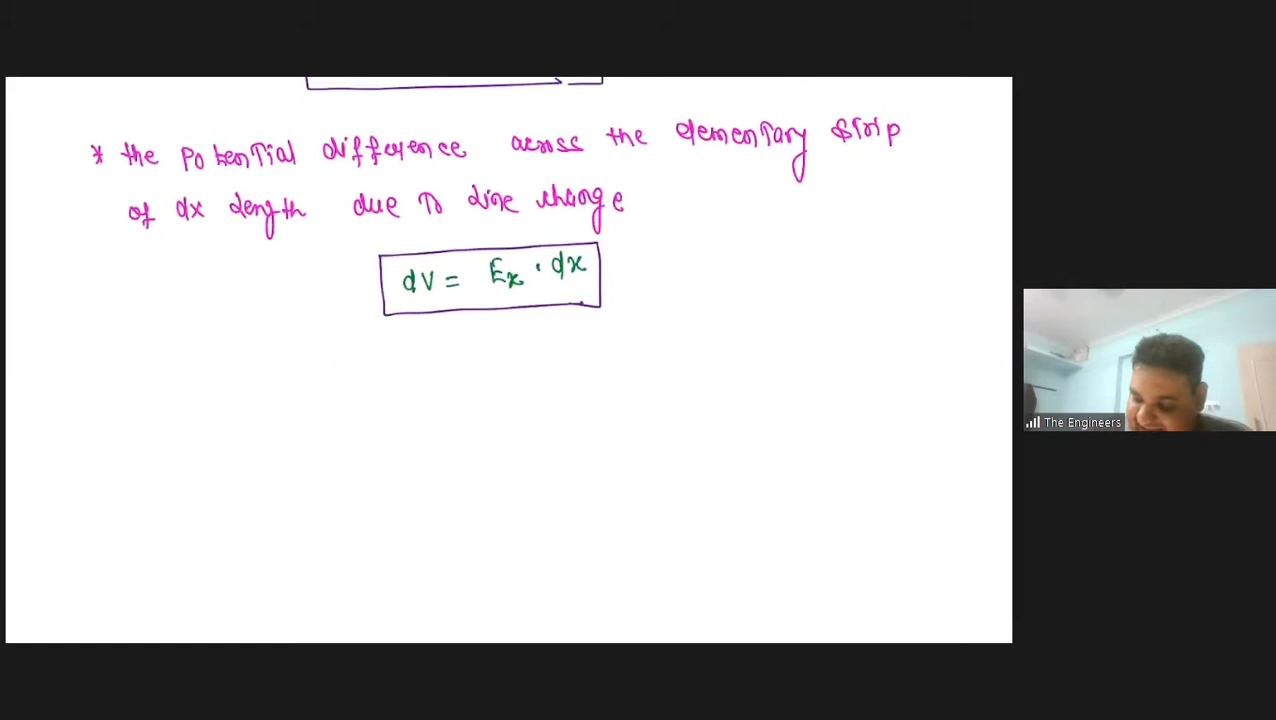 * the Potential difference across the elementary strip
of dx length due to line charge
dV = Ex · dx
The Engineers